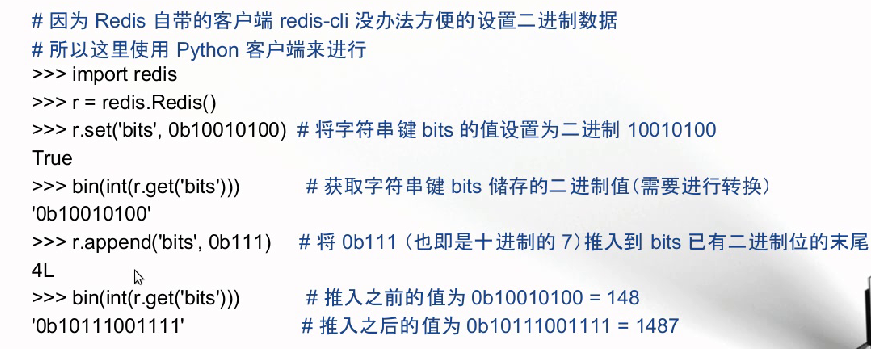 # 因为 Redis 自带的客户端 redis-cli 没办法方便的设置二进制数据
# 所以这里使用 Python 客户端来进行
>>> import redis
>>> r = redis.Redis()
>>> r.set('bits', 0b10010100) # 将字符串键 bits 的值设置为二进制 10010100
True
>>> bin(int(r.get('bits'))) # 获取字符串键 bits 储存的二进制值(需要进行转换)
'0b10010100'
>>> r.append('bits', 0b111) # 将 0b111 (也即是十进制的 7)推入到 bits 已有二进制位的末尾
4L
>>> bin(int(r.get('bits'))) # 推入之前的值为 0b10010100 = 148
'0b10111001111' # 推入之后的值为 0b10111001111 = 1487